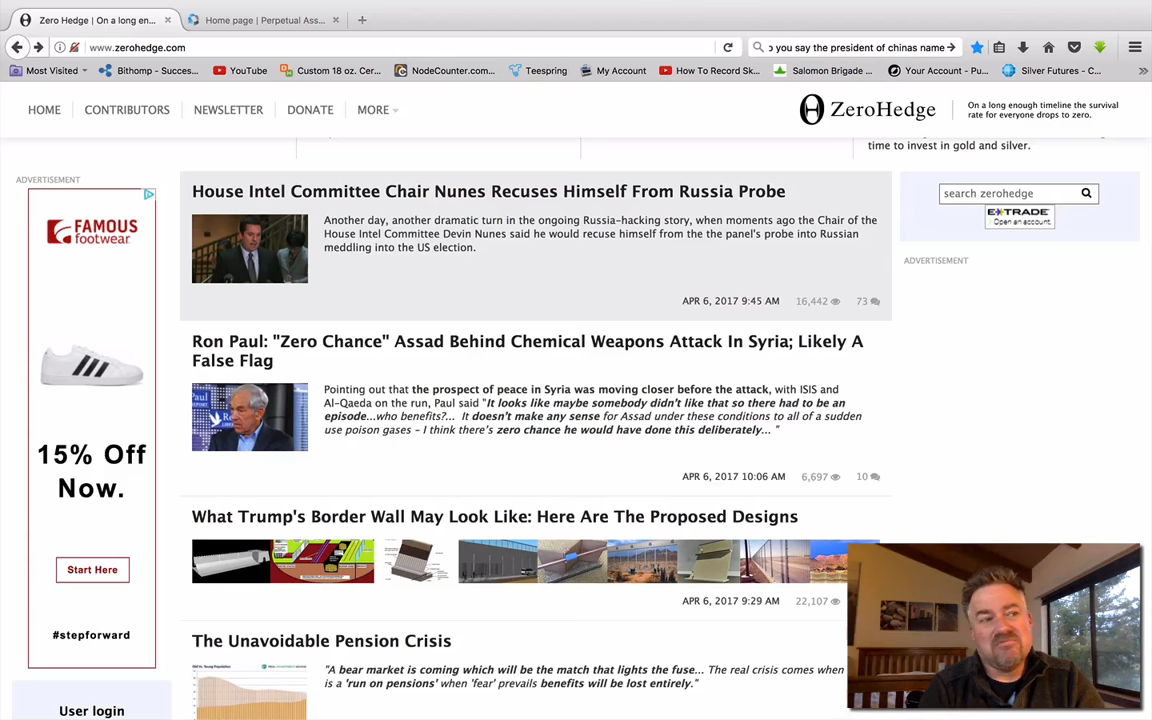 Zero Hedge | On a long en...
Home page | Perpetual Ass...
www.zerohedge.com
o you say the president of chinas name
Most Visited
Bithomp - Succes...
YouTube
Custom 18 oz. Cer...
NodeCounter.com...
Teespring
My Account
How To Record Sk...
Salomon Brigade ...
Your Account - Pu...
Silver Futures - C...
HOME
CONTRIBUTORS
NEWSLETTER
DONATE
MORE
ZeroHedge
On a long enough timeline the survival
rate for everyone drops to zero.
time to invest in gold and silver.
ADVERTISEMENT
FAMOUS
footwear
15% Off
Now.
Start Here
#stepforward
User login
House Intel Committee Chair Nunes Recuses Himself From Russia Probe
Another day, another dramatic turn in the ongoing Russia-hacking story, when moments ago the Chair of the
House Intel Committee Devin Nunes said he would recuse himself from the the panel's probe into Russian
meddling into the US election.
APR 6, 2017 9:45 AM 16,442 73
Ron Paul: "Zero Chance" Assad Behind Chemical Weapons Attack In Syria; Likely A
False Flag
Pointing out that the prospect of peace in Syria was moving closer before the attack, with ISIS and
Al-Qaeda on the run, Paul said "It looks like maybe somebody didn't like that so there had to be an
episode...who benefits?... It doesn't make any sense for Assad under these conditions to all of a sudden
use poison gases – I think there's zero chance he would have done this deliberately... "
APR 6, 2017 10:06 AM 6,697 10
What Trump's Border Wall May Look Like: Here Are The Proposed Designs
APR 6, 2017 9:29 AM 22,107
The Unavoidable Pension Crisis
"A bear market is coming which will be the match that lights the fuse... The real crisis comes when
is a 'run on pensions' when 'fear' prevails benefits will be lost entirely."
search zerohedge
E*TRADE
Open an account.
ADVERTISEMENT